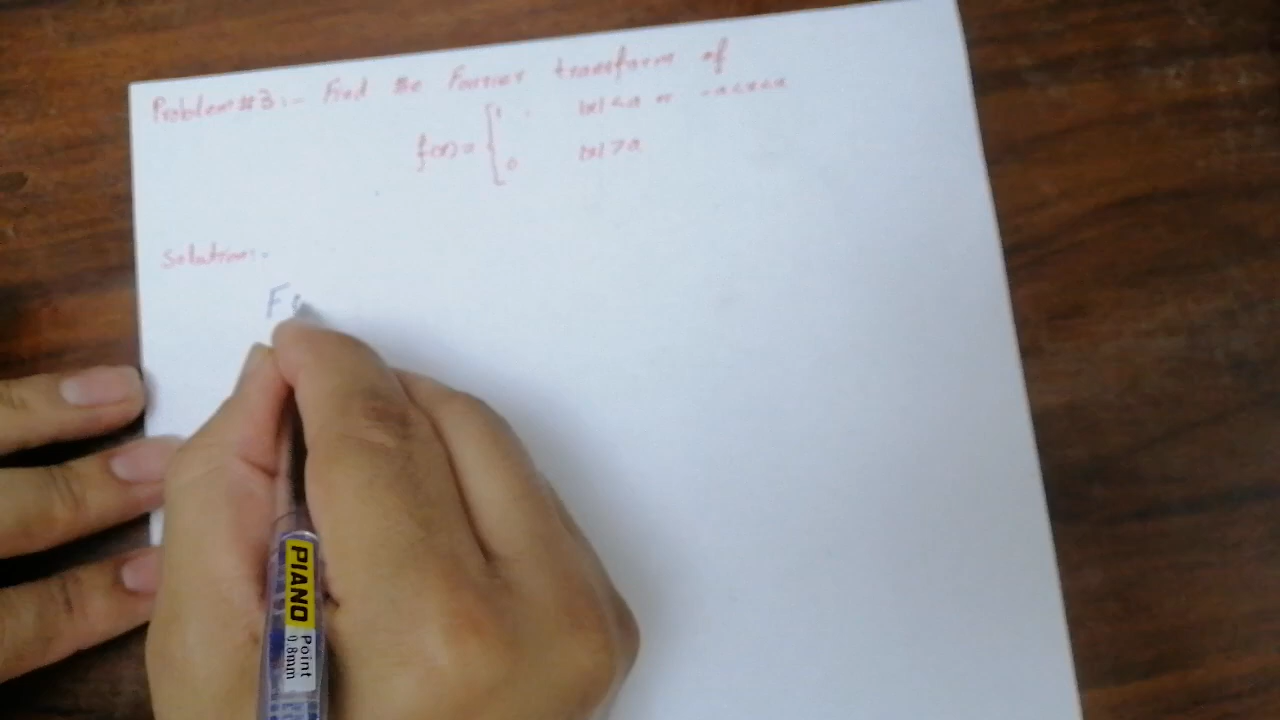 Problem#3:- Find the Fourier transform of
f(x) = { 1 , |x| < a or -a<x<a
0 |x| > a
Solution:-
F
PIANO
Point
0.8mm